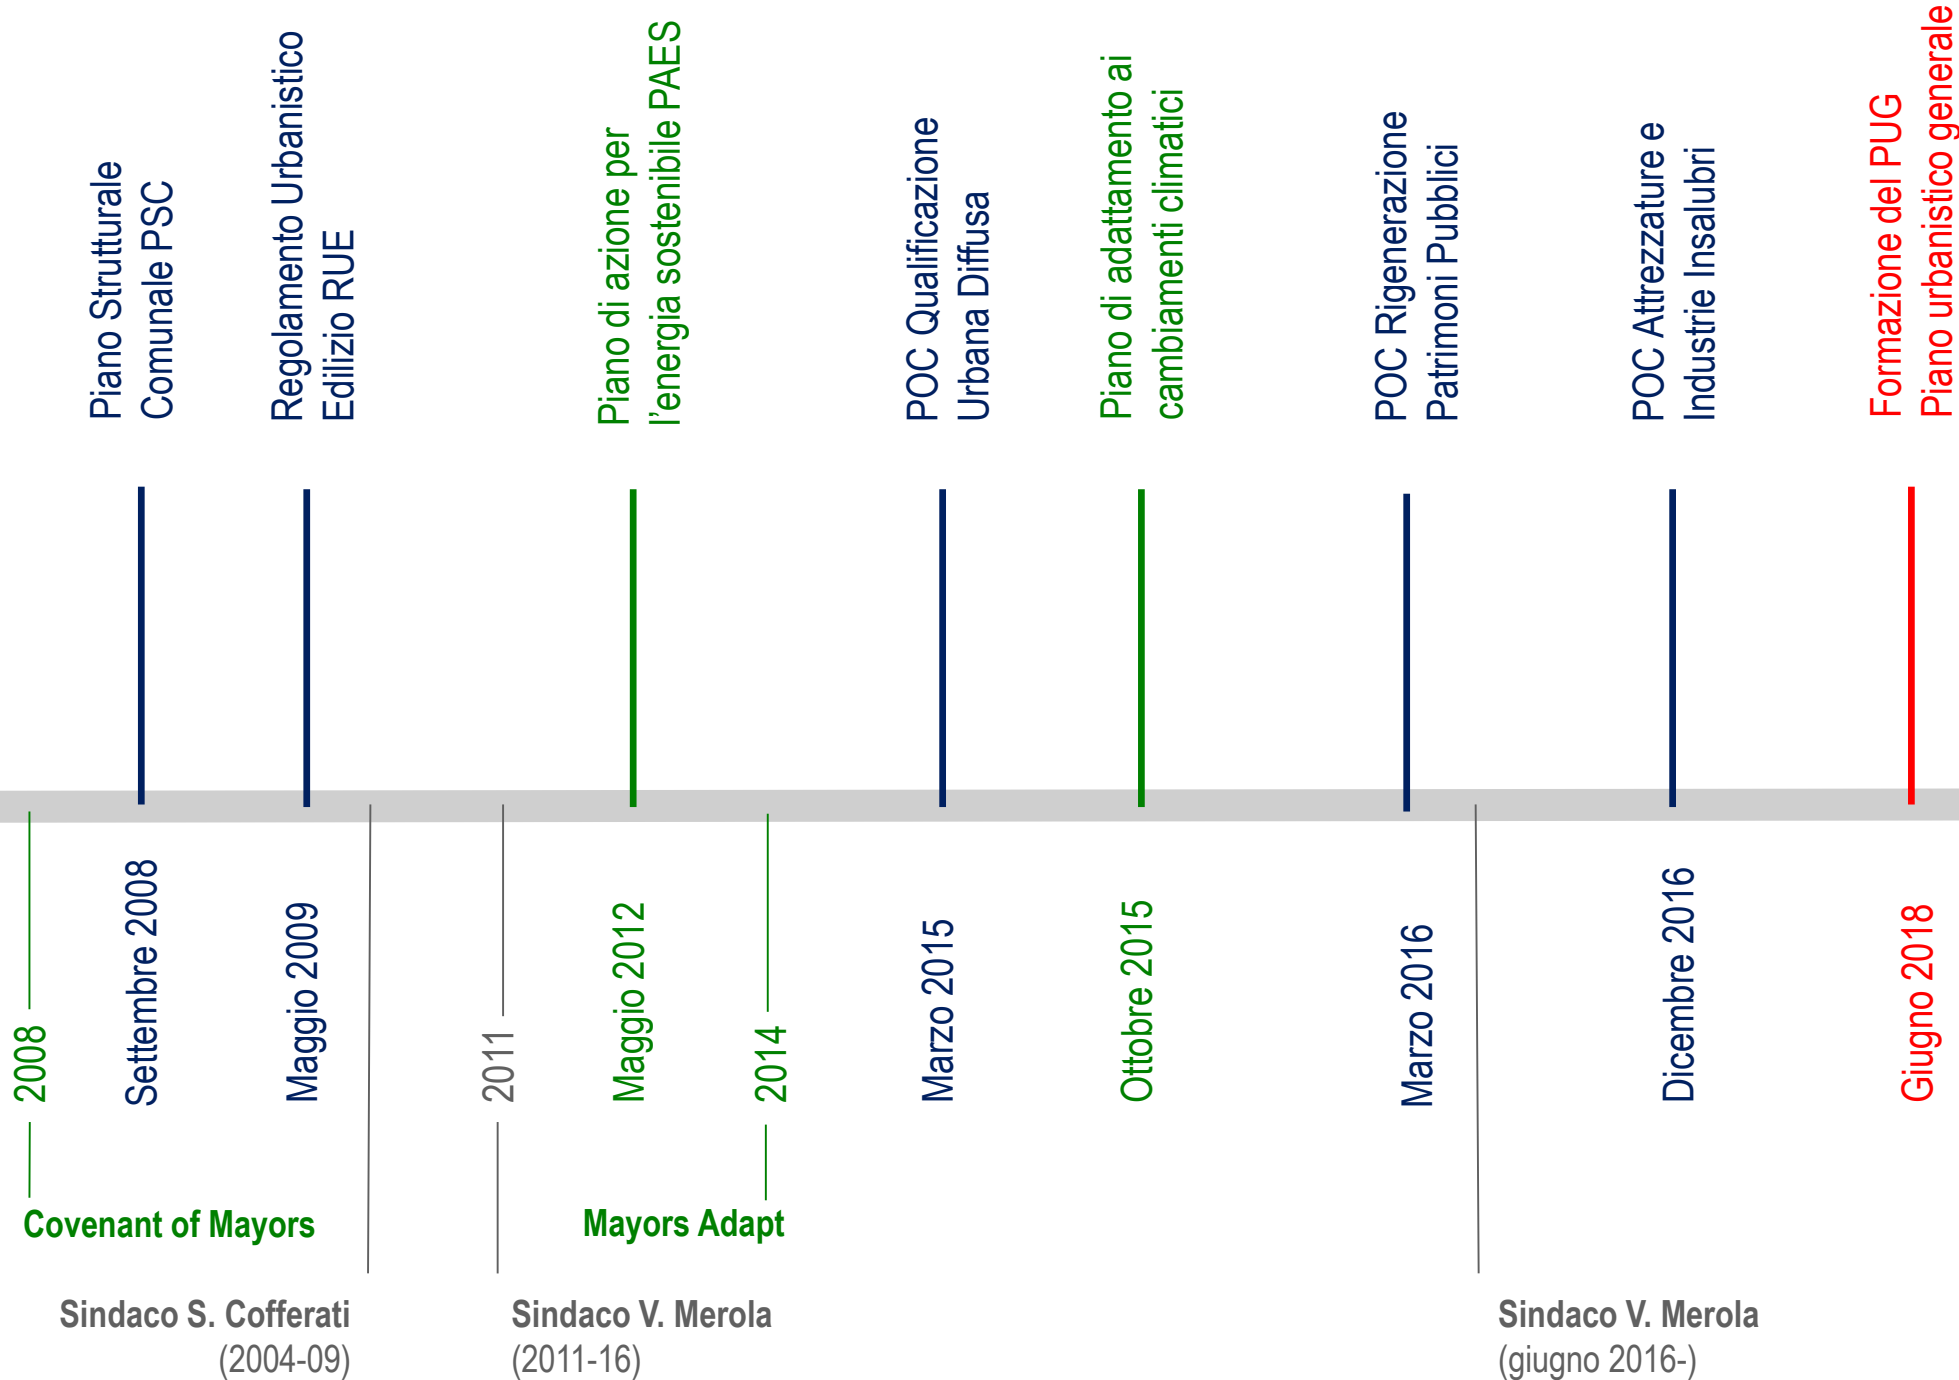 Piano Strutturale
Comunale PSC
Regolamento Urbanistico
Edilizio RUE
Piano di azione per
l'energia sostenibile PAES
POC Qualificazione
Urbana Diffusa
Piano di adattamento ai
cambiamenti climatici
POC Rigenerazione
Patrimoni Pubblici
POC Attrezzature e
Industrie Insalubri
Formazione del PUG
Piano urbanistico generale
2008
Settembre 2008
Maggio 2009
2011
Maggio 2012
2014
Marzo 2015
Ottobre 2015
Marzo 2016
Dicembre 2016
Giugno 2018
Covenant of Mayors
Mayors Adapt
Sindaco S. Cofferati
(2004-09)
Sindaco V. Merola
(2011-16)
Sindaco V. Merola
(giugno 2016-)